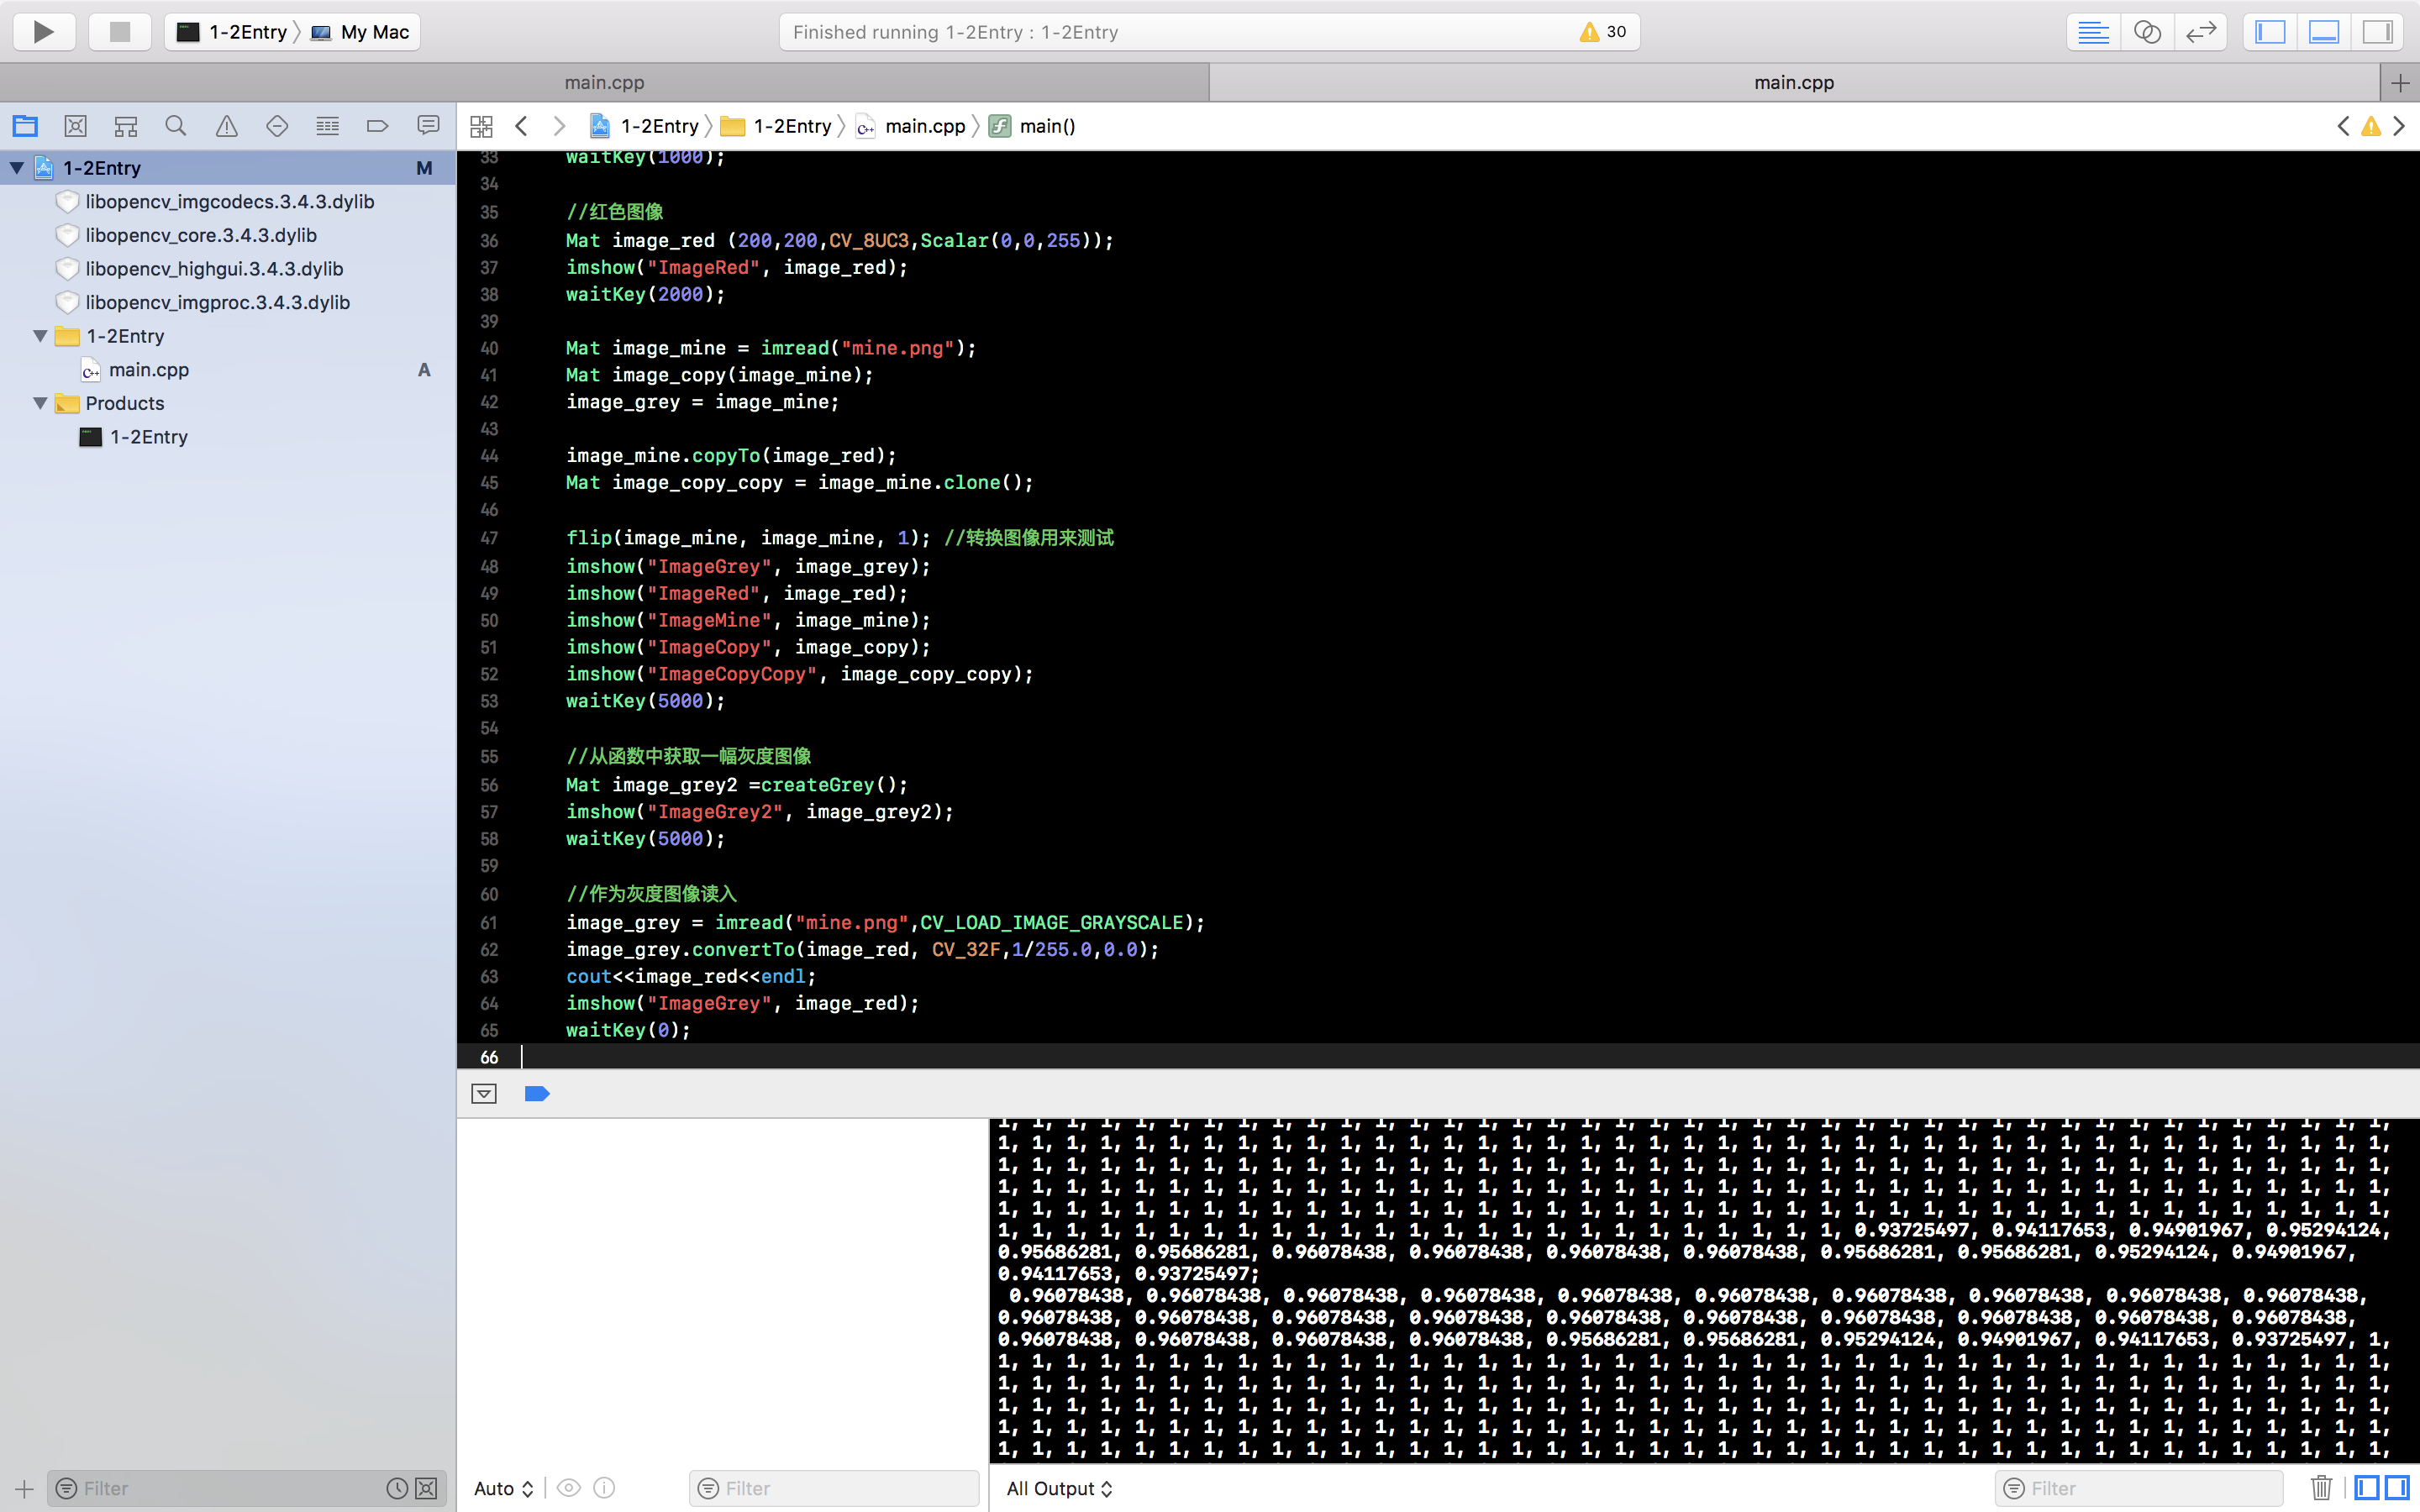 1-2Entry
My Mac
Finished running 1-2Entry : 1-2Entry
30
main.cpp
main.cpp
1-2Entry
1-2Entry
main.cpp
main()
1-2Entry
M
libopencv_imgcodecs.3.4.3.dylib
libopencv_core.3.4.3.dylib
libopencv_highgui.3.4.3.dylib
libopencv_imgproc.3.4.3.dylib
1-2Entry
main.cpp
A
Products
1-2Entry
33 waitKey(1000);
34
35 //红色图像
36 Mat image_red (200,200,CV_8UC3,Scalar(0,0,255));
37 imshow("ImageRed", image_red);
38 waitKey(2000);
39
40 Mat image_mine = imread("mine.png");
41 Mat image_copy(image_mine);
42 image_grey = image_mine;
43
44 image_mine.copyTo(image_red);
45 Mat image_copy_copy = image_mine.clone();
46
47 flip(image_mine, image_mine, 1); //转换图像用来测试
48 imshow("ImageGrey", image_grey);
49 imshow("ImageRed", image_red);
50 imshow("ImageMine", image_mine);
51 imshow("ImageCopy", image_copy);
52 imshow("ImageCopyCopy", image_copy_copy);
53 waitKey(5000);
54
55 //从函数中获取一幅灰度图像
56 Mat image_grey2 =createGrey();
57 imshow("ImageGrey2", image_grey2);
58 waitKey(5000);
59
60 //作为灰度图像读入
61 image_grey = imread("mine.png",CV_LOAD_IMAGE_GRAYSCALE);
62 image_grey.convertTo(image_red, CV_32F,1/255.0,0.0);
63 cout<<image_red<<endl;
64 imshow("ImageGrey", image_red);
65 waitKey(0);
66
1, 1, 1, 1, 1, 1, 1, 1, 1, 1, 1, 1, 1, 1, 1, 1, 1, 1, 1, 1, 1, 1, 1, 1, 1, 1, 1, 1, 1, 1, 1, 1, 1, 1, 1, 1, 1, 1, 1, 1, 1,
1, 1, 1, 1, 1, 1, 1, 1, 1, 1, 1, 1, 1, 1, 1, 1, 1, 1, 1, 1, 1, 1, 1, 1, 1, 1, 1, 1, 1, 1, 1, 1, 1, 1, 1, 1, 1, 1, 1, 1, 1,
1, 1, 1, 1, 1, 1, 1, 1, 1, 1, 1, 1, 1, 1, 1, 1, 1, 1, 1, 1, 1, 1, 1, 1, 1, 1, 1, 1, 1, 1, 1, 1, 1, 1, 1, 1, 1, 1, 1, 1, 1,
1, 1, 1, 1, 1, 1, 1, 1, 1, 1, 1, 1, 1, 1, 1, 1, 1, 1, 1, 1, 1, 1, 1, 1, 1, 1, 1, 1, 1, 1, 1, 1, 1, 1, 1, 1, 1, 1, 1, 1, 1,
1, 1, 1, 1, 1, 1, 1, 1, 1, 1, 1, 1, 1, 1, 1, 1, 1, 1, 1, 1, 1, 1, 1, 1, 1, 1, 1, 1, 1, 1, 1, 1, 1, 1, 1, 1, 1, 1, 1, 1, 1,
1, 1, 1, 1, 1, 1, 1, 1, 1, 1, 1, 1, 1, 1, 1, 1, 1, 1, 1, 1, 1, 1, 1, 1, 1, 0.93725497, 0.94117653, 0.94901967, 0.95294124,
0.95686281, 0.95686281, 0.96078438, 0.96078438, 0.96078438, 0.96078438, 0.95686281, 0.95686281, 0.95294124, 0.94901967,
0.94117653, 0.93725497;
0.96078438, 0.96078438, 0.96078438, 0.96078438, 0.96078438, 0.96078438, 0.96078438, 0.96078438, 0.96078438, 0.96078438,
0.96078438, 0.96078438, 0.96078438, 0.96078438, 0.96078438, 0.96078438, 0.96078438, 0.96078438, 0.96078438, 0.96078438,
0.96078438, 0.96078438, 0.96078438, 0.96078438, 0.95686281, 0.95686281, 0.95294124, 0.94901967, 0.94117653, 0.93725497, 1,
1, 1, 1, 1, 1, 1, 1, 1, 1, 1, 1, 1, 1, 1, 1, 1, 1, 1, 1, 1, 1, 1, 1, 1, 1, 1, 1, 1, 1, 1, 1, 1, 1, 1, 1, 1, 1, 1, 1, 1, 1,
1, 1, 1, 1, 1, 1, 1, 1, 1, 1, 1, 1, 1, 1, 1, 1, 1, 1, 1, 1, 1, 1, 1, 1, 1, 1, 1, 1, 1, 1, 1, 1, 1, 1, 1, 1, 1, 1, 1, 1, 1,
1, 1, 1, 1, 1, 1, 1, 1, 1, 1, 1, 1, 1, 1, 1, 1, 1, 1, 1, 1, 1, 1, 1, 1, 1, 1, 1, 1, 1, 1, 1, 1, 1, 1, 1, 1, 1, 1, 1, 1, 1,
1, 1, 1, 1, 1, 1, 1, 1, 1, 1, 1, 1, 1, 1, 1, 1, 1, 1, 1, 1, 1, 1, 1, 1, 1, 1, 1, 1, 1, 1, 1, 1, 1, 1, 1, 1, 1, 1, 1, 1, 1,
1, 1, 1, 1, 1, 1, 1, 1, 1, 1, 1, 1, 1, 1, 1, 1, 1, 1, 1, 1, 1, 1, 1, 1, 1, 1, 1, 1, 1, 1, 1, 1, 1, 1, 1, 1, 1, 1, 1, 1, 1,
Filter
Auto
Filter
All Output
Filter